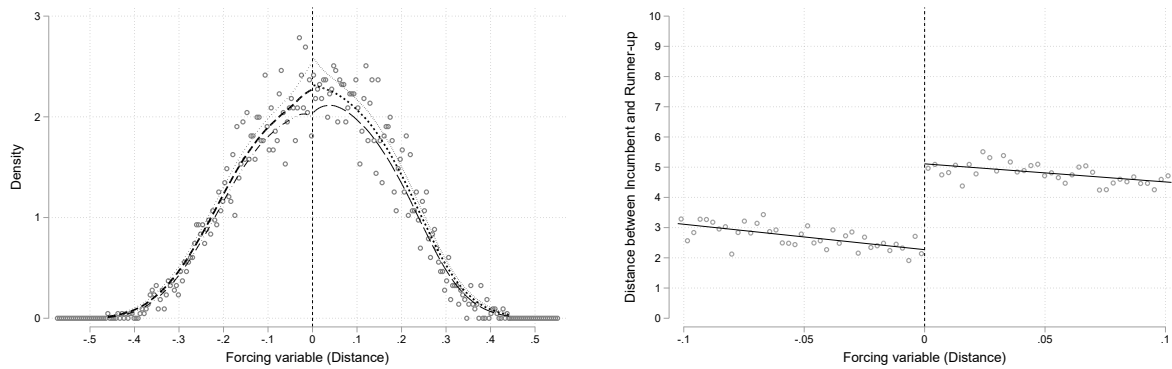 3
2
1
0
Density
-.5 -.4 -.3 -.2 -.1 0 .1 .2 .3 .4 .5
Forcing variable (Distance)
10
9
8
7
6
5
4
3
2
1
0
Distance between Incumbent and Runner-up
-.1 -.05 0 .05 .1
Forcing variable (Distance)